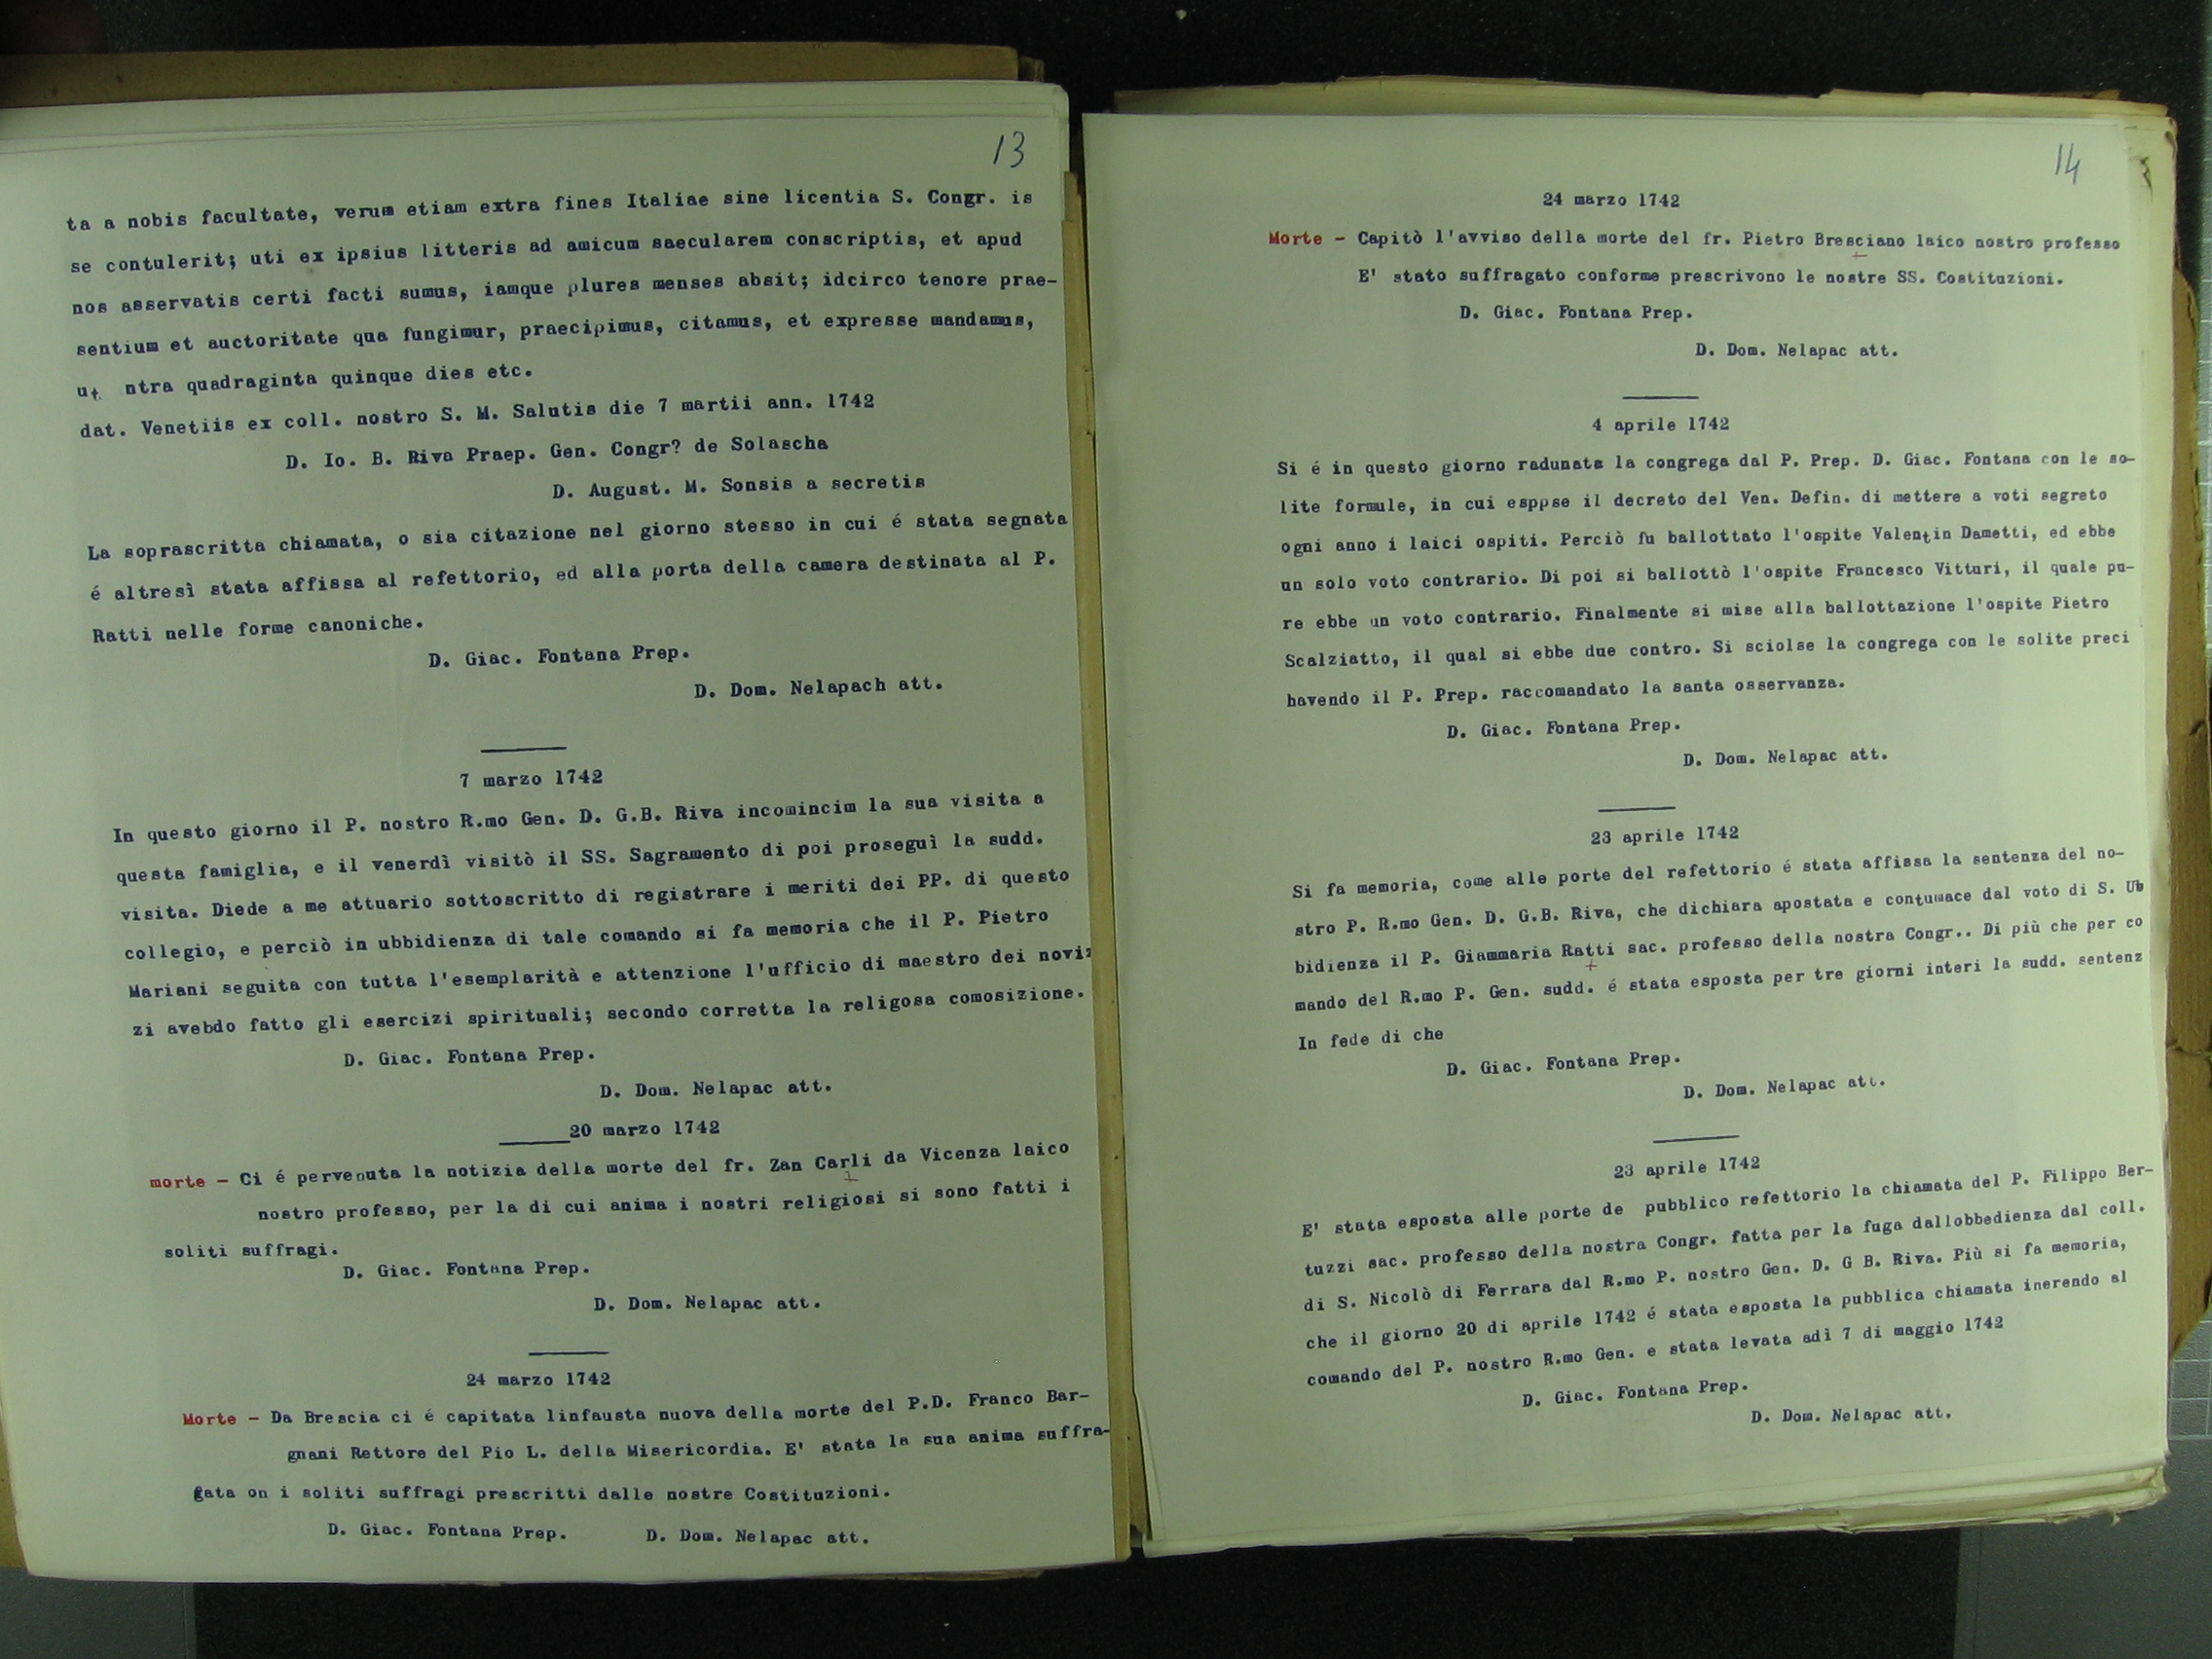 13
ta a nobis facultate, verum etiam extra fines Italiae sine licentia S. Congr. is
se contulerit; uti ex ipsius litteris ad amicum saecularem conscriptis, et apud
nos asservatis certi facti sumus, iamque plures menses absit; idcirco tenore prae-
sentium et auctoritate qua fungimur, praecipimus, citamus, et expresse mandamus,
ut ntra quadraginta quinque dies etc.
dat. Venetiis ex coll. nostro S. M. Salutis die 7 martii ann. 1742
D. Io. B. Riva Praep. Gen. Congr? de Solascha
D. August. M. Sonsis a secretis
La soprascritta chiamata, o sia citazione nel giorno stesso in cui é stata segnata
é altresì stata affissa al refettorio, ed alla porta della camera destinata al P.
Ratti nelle forme canoniche.
D. Giac. Fontana Prep.
D. Dom. Nelapach att.
7 marzo 1742
In questo giorno il P. nostro R.mo Gen. D. G.B. Riva incomincim la sua visita a
questa famiglia, e il venerdì visitò il SS. Sagramento di poi proseguì la sudd.
visita. Diede a me attuario sottoscritto di registrare i meriti dei PP. di questo
collegio, e perciò in ubbidienza di tale comando si fa memoria che il P. Pietro
Mariani seguita con tutta l'esemplarità e attenzione l'ufficio di maestro dei noviz
zi avebdo fatto gli esercizi spirituali; secondo corretta la religosa comosizione.
D. Giac. Fontana Prep.
D. Dom. Nelapac att.
20 marzo 1742
morte - Ci é pervenuta la notizia della morte del fr. Zan Carli da Vicenza laico
nostro professo, per la di cui anima i nostri religiosi si sono fatti i
soliti suffragi.
D. Giac. Fontana Prep.
D. Dom. Nelapac att.
24 marzo 1742
Morte - Da Brescia ci é capitata linfausta nuova della morte del P.D. Franco Bar-
gnani Rettore del Pio L. della Misericordia. E' stata la sua anima suffra-
gata on i soliti suffragi prescritti dalle nostre Costituzioni.
D. Giac. Fontana Prep. D. Dom. Nelapac att.
14
24 marzo 1742
Morte - Capitò l'avviso della morte del fr. Pietro Bresciano laico nostro professo
E' stato suffragato conforme prescrivono le nostre SS. Costituzioni.
D. Giac. Fontana Prep.
D. Dom. Nelapac att.
4 aprile 1742
Si é in questo giorno radunata la congrega dal P. Prep. D. Giac. Fontana con le so-
lite formule, in cui esppse il decreto del Ven. Defin. di mettere a voti segreto
ogni anno i laici ospiti. Perciò fu ballottato l'ospite Valentin Dametti, ed ebbe
un solo voto contrario. Di poi si ballottò l'ospite Francesco Vitturi, il quale pu-
re ebbe un voto contrario. Finalmente si mise alla ballottazione l'ospite Pietro
Scalziatto, il qual si ebbe due contro. Si sciolse la congrega con le solite preci
havendo il P. Prep. raccomandato la santa osservanza.
D. Giac. Fontana Prep.
D. Dom. Nelapac att.
23 aprile 1742
Si fa memoria, come alle porte del refettorio é stata affissa la sentenza del no-
stro P. R.mo Gen. D. G.B. Riva, che dichiara apostata e contumace dal voto di S. Ub
bidienza il P. Giammaria Ratti sac. professo della nostra Congr.. Di più che per co
mando del R.mo P. Gen. sudd. é stata esposta per tre giorni interi la sudd. sentenz
In fede di che
D. Giac. Fontana Prep.
D. Dom. Nelapac att.
23 aprile 1742
E' stata esposta alle porte de pubblico refettorio la chiamata del P. Filippo Ber-
tuzzi sac. professo della nostra Congr. fatta per la fuga dallobbedienza dal coll.
di S. Nicolò di Ferrara dal R.mo P. nostro Gen. D. G B. Riva. Più si fa memoria,
che il giorno 20 di aprile 1742 é stata esposta la pubblica chiamata inerendo al
comando del P. nostro R.mo Gen. e stata levata adì 7 di maggio 1742
D. Giac. Fontana Prep.
D. Dom. Nelapac att.